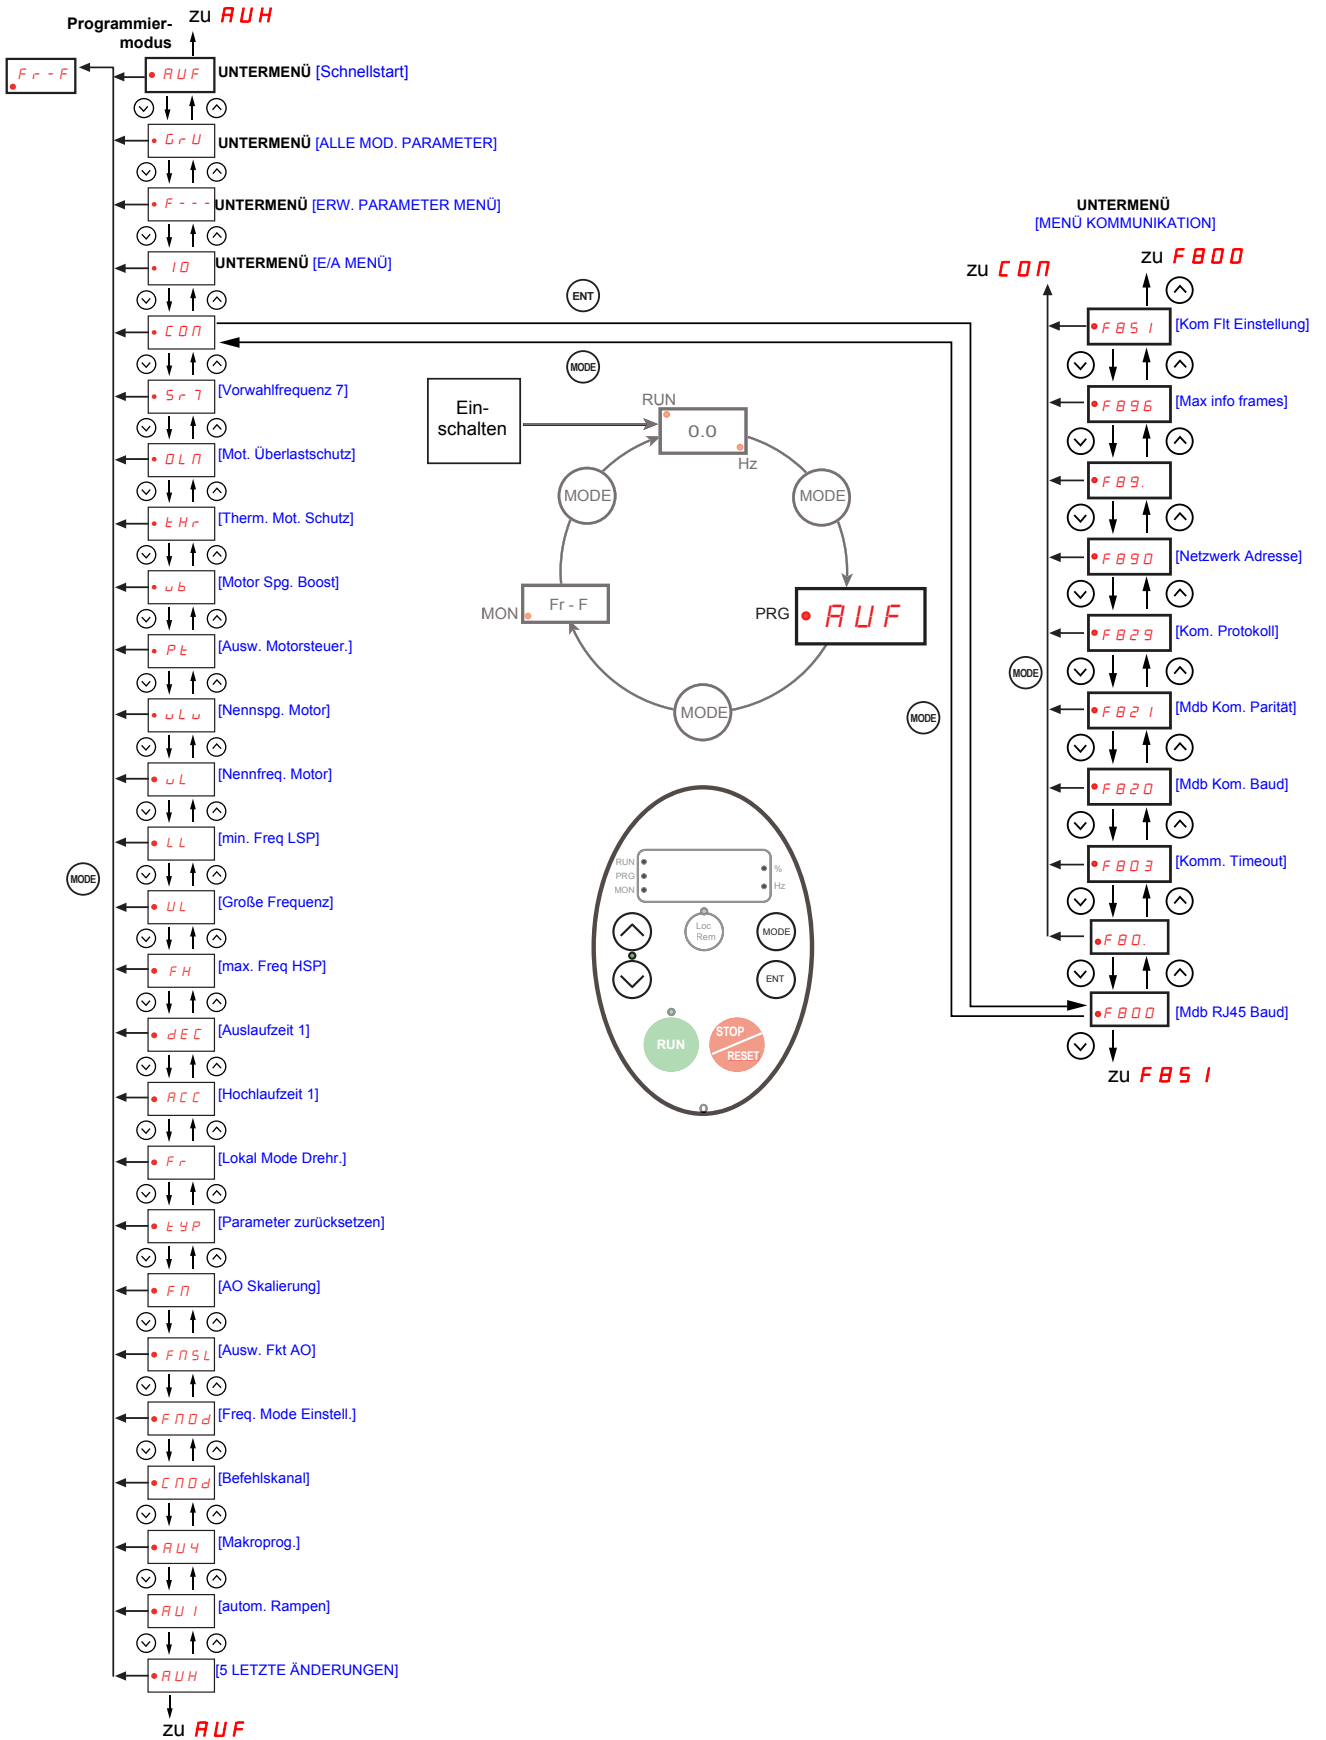 zu AUH
Programmier-
modus
Fr-F
AUF UNTERMENÜ [Schnellstart]
GrU UNTERMENÜ [ALLE MOD. PARAMETER]
F--- UNTERMENÜ [ERW. PARAMETER MENÜ]
IO UNTERMENÜ [E/A MENÜ]
COM
Sr7 [Vorwahlfrequenz 7]
OLM [Mot. Überlastschutz]
tHr [Therm. Mot. Schutz]
ub [Motor Spg. Boost]
Pt [Ausw. Motorsteuer.]
uLu [Nennspg. Motor]
uL [Nennfreq. Motor]
LL [min. Freq LSP]
MODE
UL [Große Frequenz]
FH [max. Freq HSP]
dEC [Auslaufzeit 1]
ACC [Hochlaufzeit 1]
Fr [Lokal Mode Drehr.]
tYP [Parameter zurücksetzen]
FM [AO Skalierung]
FMSL [Ausw. Fkt AO]
FMOd [Freq. Mode Einstell.]
CMOd [Befehlskanal]
AU4 [Makroprog.]
AU1 [autom. Rampen]
AUH [5 LETZTE ÄNDERUNGEN]
zu AUF
ENT
MODE
Ein-
schalten
RUN
0.0
Hz
MODE
MODE
MON
Fr - F
PRG
AUF
MODE
MODE
RUN
PRG
MON
%
Hz
Loc
Rem
MODE
ENT
RUN
STOP
RESET
UNTERMENÜ
[MENÜ KOMMUNIKATION]
zu COM
zu F800
F851 [Kom Flt Einstellung]
F896 [Max info frames]
F89.
F890 [Netzwerk Adresse]
F829 [Kom. Protokoll]
MODE
F821 [Mdb Kom. Parität]
F820 [Mdb Kom. Baud]
F803 [Komm. Timeout]
F80.
F800 [Mdb RJ45 Baud]
zu F851